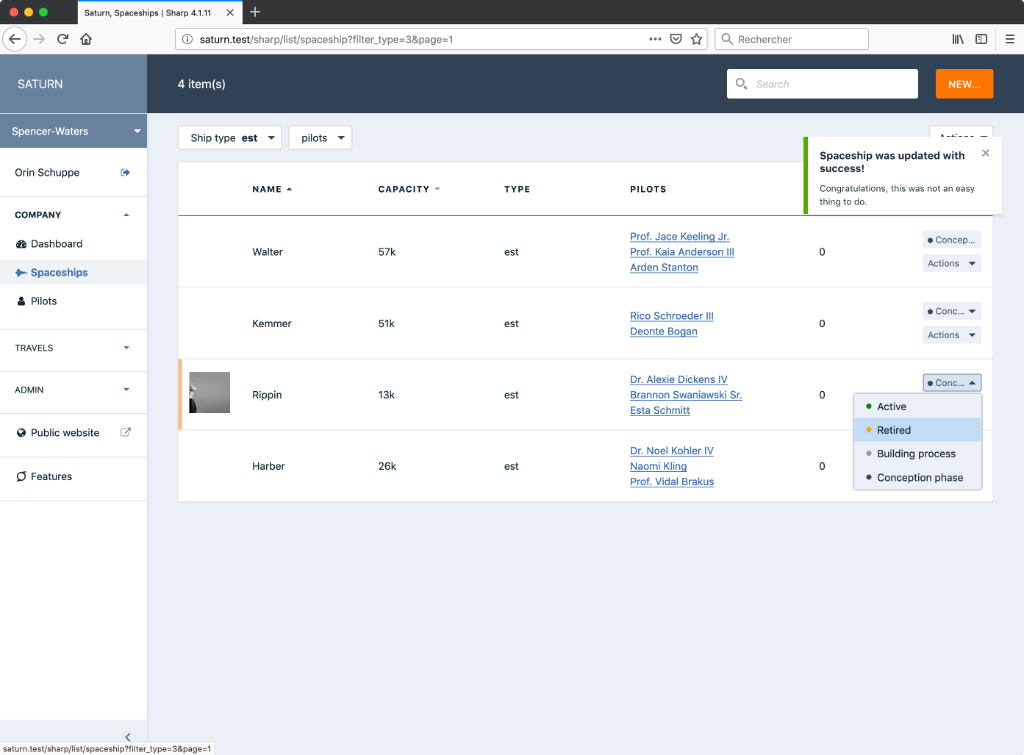 Saturn, Spaceships | Sharp 4.1.11
saturn.test/sharp/list/spaceship?filter_type=3&page=1
Rechercher
SATURN
4 item(s)
Search
NEW...
Spencer-Waters
Ship type est
pilots
Actions
Spaceship was updated with
success!
Congratulations, this was not an easy
thing to do.
Orin Schuppe
COMPANY
Dashboard
Spaceships
Pilots
TRAVELS
ADMIN
Public website
Features
NAME
CAPACITY
TYPE
PILOTS
Walter
57k
est
Prof. Jace Keeling Jr.
Prof. Kaia Anderson III
Arden Stanton
0
Concep...
Actions
Kemmer
51k
est
Rico Schroeder III
Deonte Bogan
0
Conc...
Actions
Rippin
13k
est
Dr. Alexie Dickens IV
Brannon Swaniawski Sr.
Esta Schmitt
0
Conc...
Active
Retired
Building process
Conception phase
Harber
26k
est
Dr. Noel Kohler IV
Naomi Kling
Prof. Vidal Brakus
0
saturn.test/sharp/list/spaceship?filter_type=3&page=1